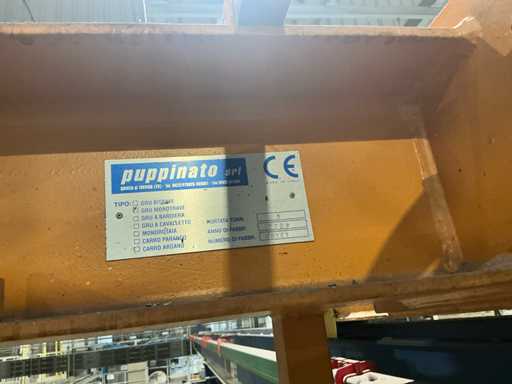 puppinato srl
CE
TIPO: GRU BITRAVE
GRU MONOTRAVE
GRU A BANDIERA
GRU A CAVALLETTO
MONOROTAIA
CARRO PARANCO
CARRO ARGANO
PORTATA TONN.
ANNO DI FABBR.
NUMERO DI FABBR.